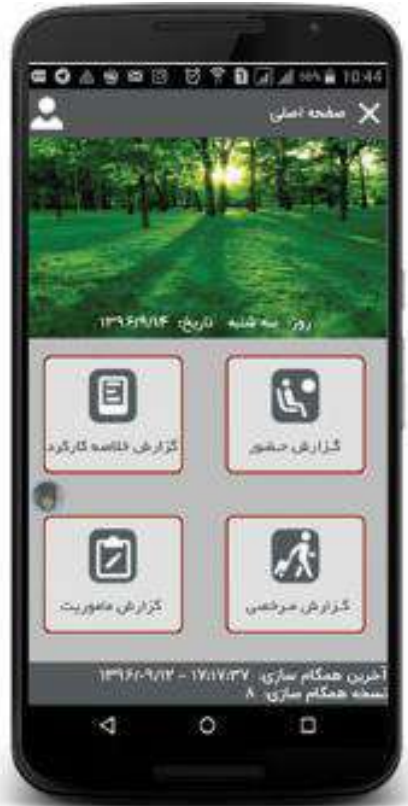 10:44
صفحه اصلی
روز: سه شنبه تاریخ: ۱۳۹۶/۹/۱۴
گزارش حضور
گزارش خلاصه کارکرد
گزارش مرخصی
گزارش ماموریت
آخرین همگام سازی: ۱۷:۱۷:۳۷ - ۱۳۹۶/۰۹/۱۲
نسخه همگام سازی: ۸